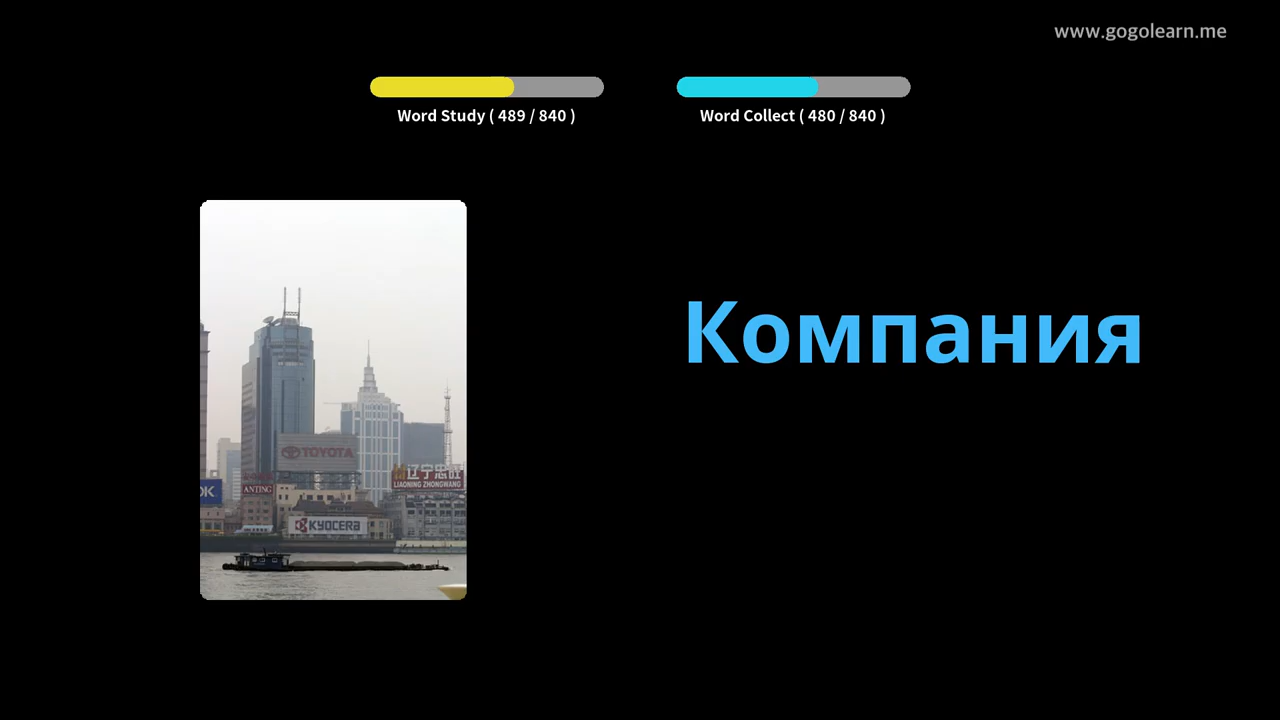 www.gogolearn.me
Word Study ( 489 / 840 )
Word Collect ( 480 / 840 )
Компания
TOYOTA
辽宁忠旺
LIAONING ZHONGWANG
ANTING
KYOCERA